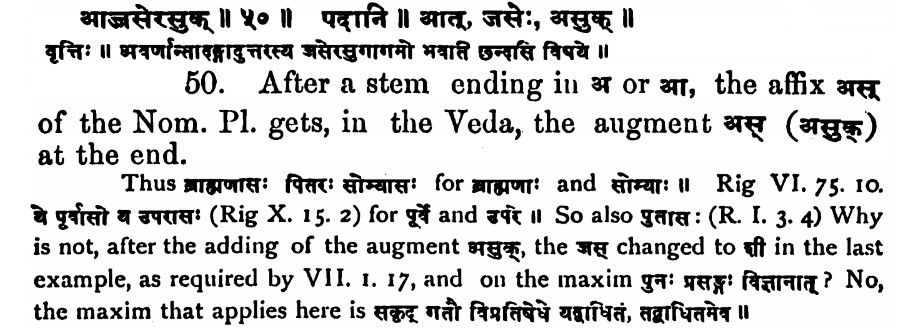 आज्जसेरसुक् ॥ ५० ॥ पदानि ॥ आत्, जसेः, असुक् ॥
वृत्तिः ॥ अवर्णान्तादङ्गादुत्तरस्य जसेरसुगागमो भवति छन्दसि विषये ॥
50. After a stem ending in अ or आ, the affix अस्
of the Nom. Pl. gets, in the Veda, the augment अस् (असुक्)
at the end.
Thus ब्राह्मणासः पितरः सोम्यासः for ब्राह्मणाः and सोम्याः ॥ Rig VI. 75. 10.
ये पूर्वासो य उपरासः (Rig X. 15. 2) for पूर्वे and उपरे ॥ So also पुतास : (R. I. 3. 4) Why
is not, after the adding of the augment असुक्, the जस् changed to शी in the last
example, as required by VII. 1. 17, and on the maxim पुनः प्रसङ्गः विज्ञानात् ? No,
the maxim that applies here is सकृद् गतौ विप्रतिषेधे यद्बाधितं, तद्बाधितमेव ॥